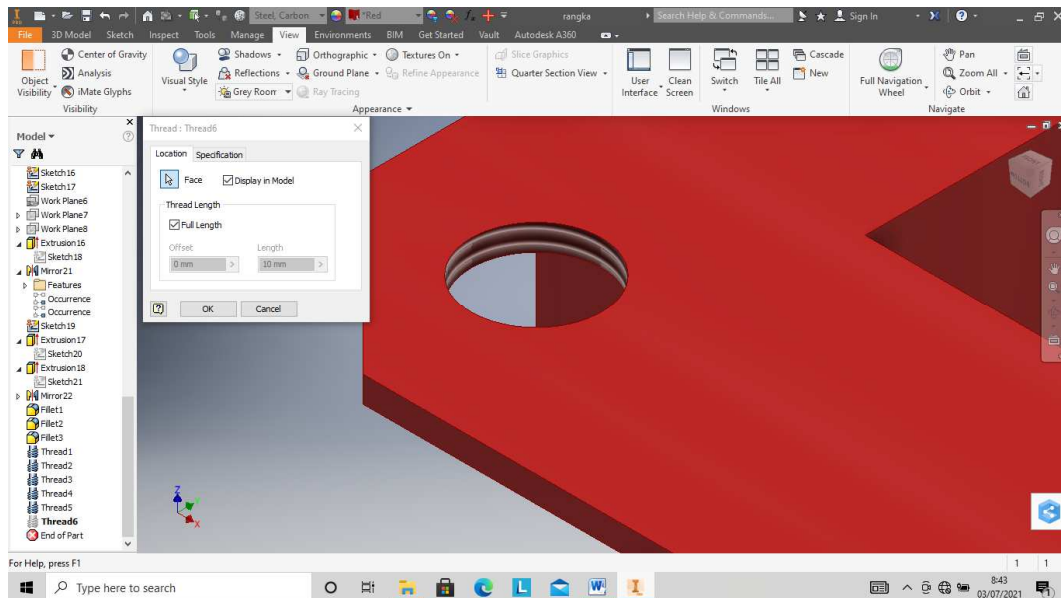 I PRO Steel, Carbon *Red rangka Search Help & Commands... Sign In
File 3D Model Sketch Inspect Tools Manage View Environments BIM Get Started Vault Autodesk A360
Object Visibility
Center of Gravity
Analysis
iMate Glyphs
Visibility
Visual Style
Shadows
Reflections
Grey Room
Orthographic
Ground Plane
Ray Tracing
Textures On
Refine Appearance
Appearance
Slice Graphics
Quarter Section View
User Interface
Clean Screen
Switch
Tile All
Cascade
New
Windows
Full Navigation Wheel
Pan
Zoom All
Orbit
Navigate
Model
Sketch16
Sketch17
Work Plane6
Work Plane7
Work Plane8
Extrusion16
Sketch18
Mirror21
Features
Occurrence
Occurrence
Sketch19
Extrusion17
Sketch20
Extrusion18
Sketch21
Mirror22
Fillet1
Fillet2
Fillet3
Thread1
Thread2
Thread3
Thread4
Thread5
Thread6
End of Part
Thread : Thread6
Location Specification
Face Display in Model
Thread Length
Full Length
Offset Length
0 mm > 10 mm >
OK Cancel
Z
Y
X
For Help, press F1 1 1
Type here to search
8:43
03/07/2021